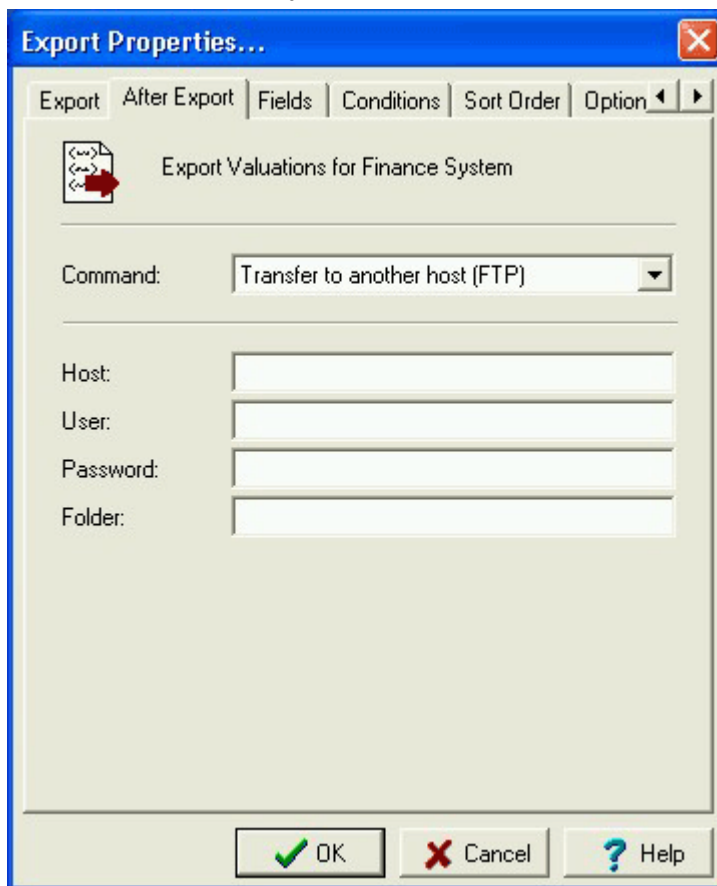 Export Properties...
Export After Export Fields Conditions Sort Order Option
Export Valuations for Finance System
Command: Transfer to another host (FTP)
Host:
User:
Password:
Folder:
OK Cancel Help